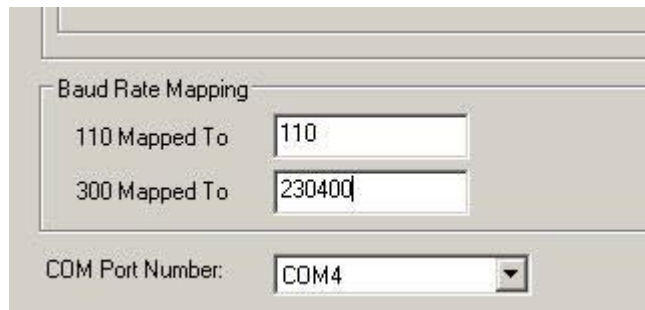 Baud Rate Mapping
110 Mapped To 110
300 Mapped To 230400
COM Port Number: COM4